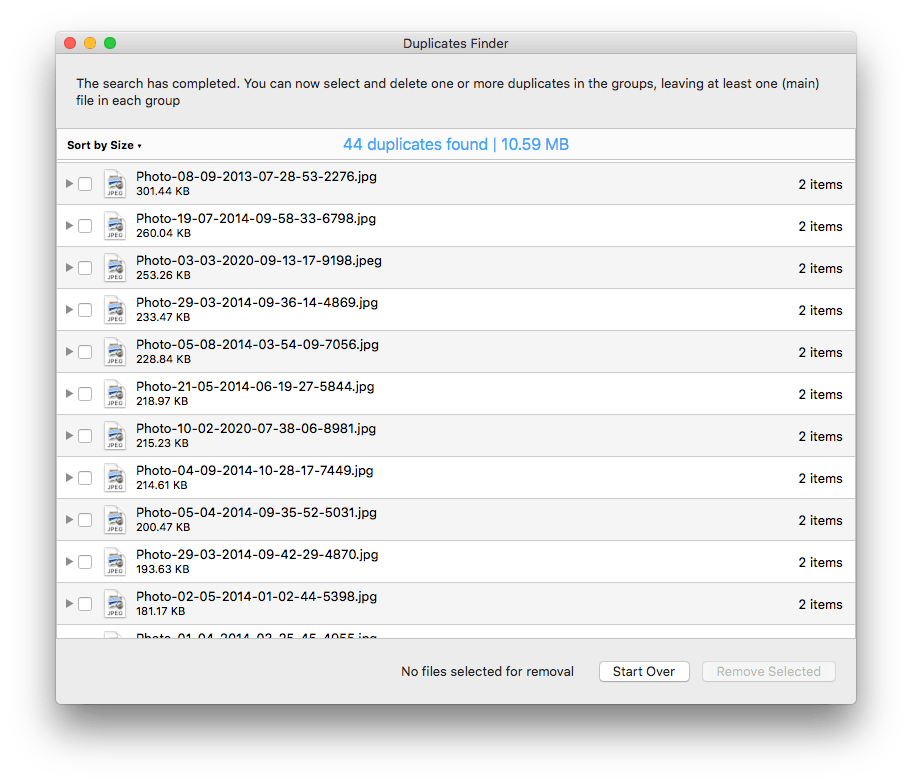 Duplicates Finder
The search has completed. You can now select and delete one or more duplicates in the groups, leaving at least one (main)
file in each group
Sort by Size ▾ 44 duplicates found | 10.59 MB
Photo-08-09-2013-07-28-53-2276.jpg
JPEG 301.44 KB 2 items
Photo-19-07-2014-09-58-33-6798.jpg
JPEG 260.04 KB 2 items
Photo-03-03-2020-09-13-17-9198.jpeg
JPEG 253.26 KB 2 items
Photo-29-03-2014-09-36-14-4869.jpg
JPEG 233.47 KB 2 items
Photo-05-08-2014-03-54-09-7056.jpg
JPEG 228.84 KB 2 items
Photo-21-05-2014-06-19-27-5844.jpg
JPEG 218.97 KB 2 items
Photo-10-02-2020-07-38-06-8981.jpg
JPEG 215.23 KB 2 items
Photo-04-09-2014-10-28-17-7449.jpg
JPEG 214.61 KB 2 items
Photo-05-04-2014-09-35-52-5031.jpg
JPEG 200.47 KB 2 items
Photo-29-03-2014-09-42-29-4870.jpg
JPEG 193.63 KB 2 items
Photo-02-05-2014-01-02-44-5398.jpg
JPEG 181.17 KB 2 items
No files selected for removal Start Over Remove Selected